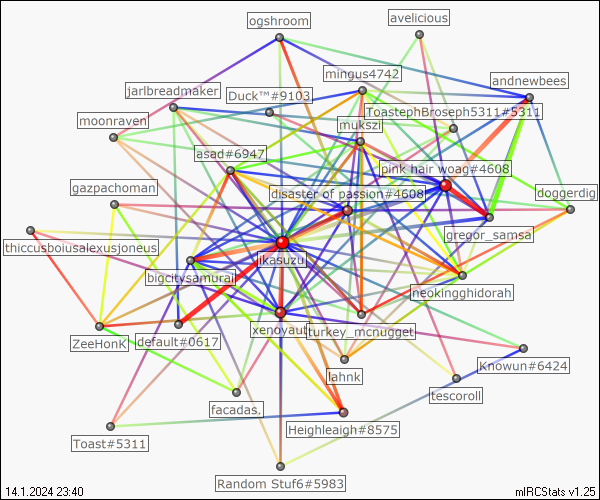 ogshroom
avelicious
mingus4742
andnewbees
jarlbreadmaker
Duck™#9103
ToastephBroseph5311#5311
moonraven
mukszi
asad#6947
pink hair woag#4608
gazpachoman
disaster of passion#4608
doggerdig
gregor_samsa
thiccusboiusalexusjoneus
ikasuzu
bigcitysamurai
neokingghidorah
xenoyaut
turkey_mcnugget
ZeeHonK
default#0617
Knowun#6424
lahnk
tescoroll
facadas.
Heighleaigh#8575
Toast#5311
Random Stuf6#5983
14.1.2024 23:40
mIRCStats v1.25